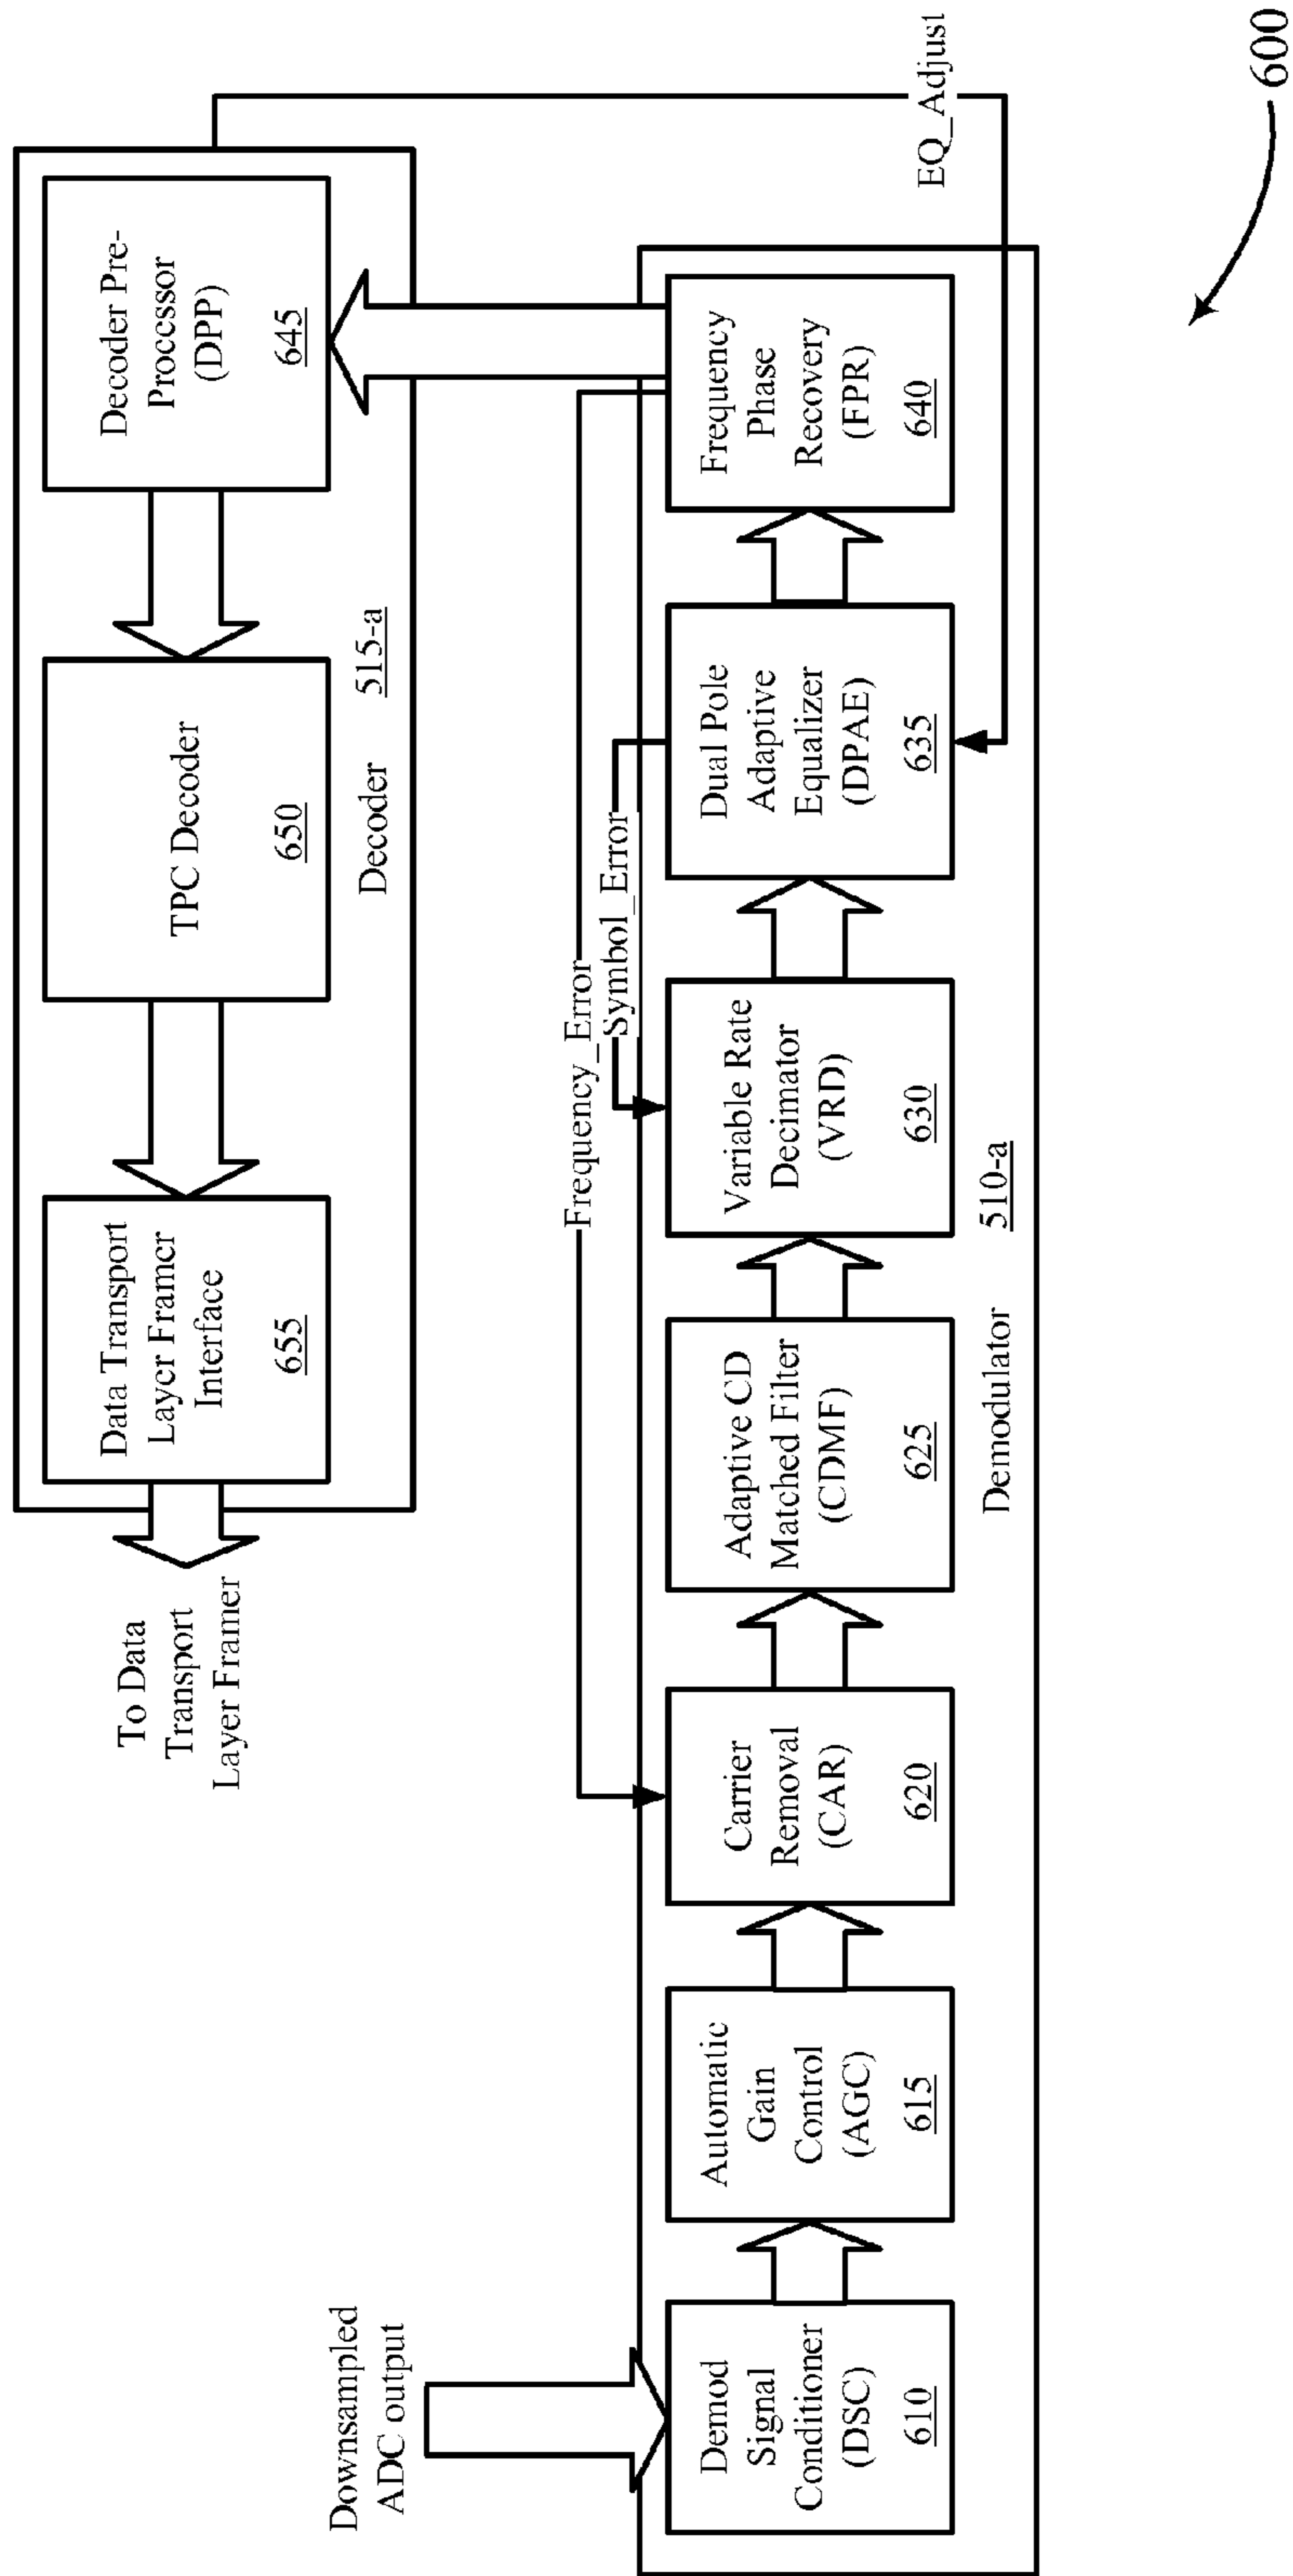 To Data
Transport
Layer Framer
Data Transport
Layer Framer
Interface
655
TPC Decoder
650
Decoder Pre-
Processor
(DPP)
645
Decoder
515-a
Downsampled
ADC output
Frequency_Error
Symbol_Error
EQ_Adjust
Demod
Signal
Conditioner
(DSC)
610
Automatic
Gain
Control
(AGC)
615
Carrier
Removal
(CAR)
620
Adaptive CD
Matched Filter
(CDMF)
625
Variable Rate
Decimator
(VRD)
630
Dual Pole
Adaptive
Equalizer
(DPAE)
635
Frequency
Phase
Recovery
(FPR)
640
Demodulator
510-a
600